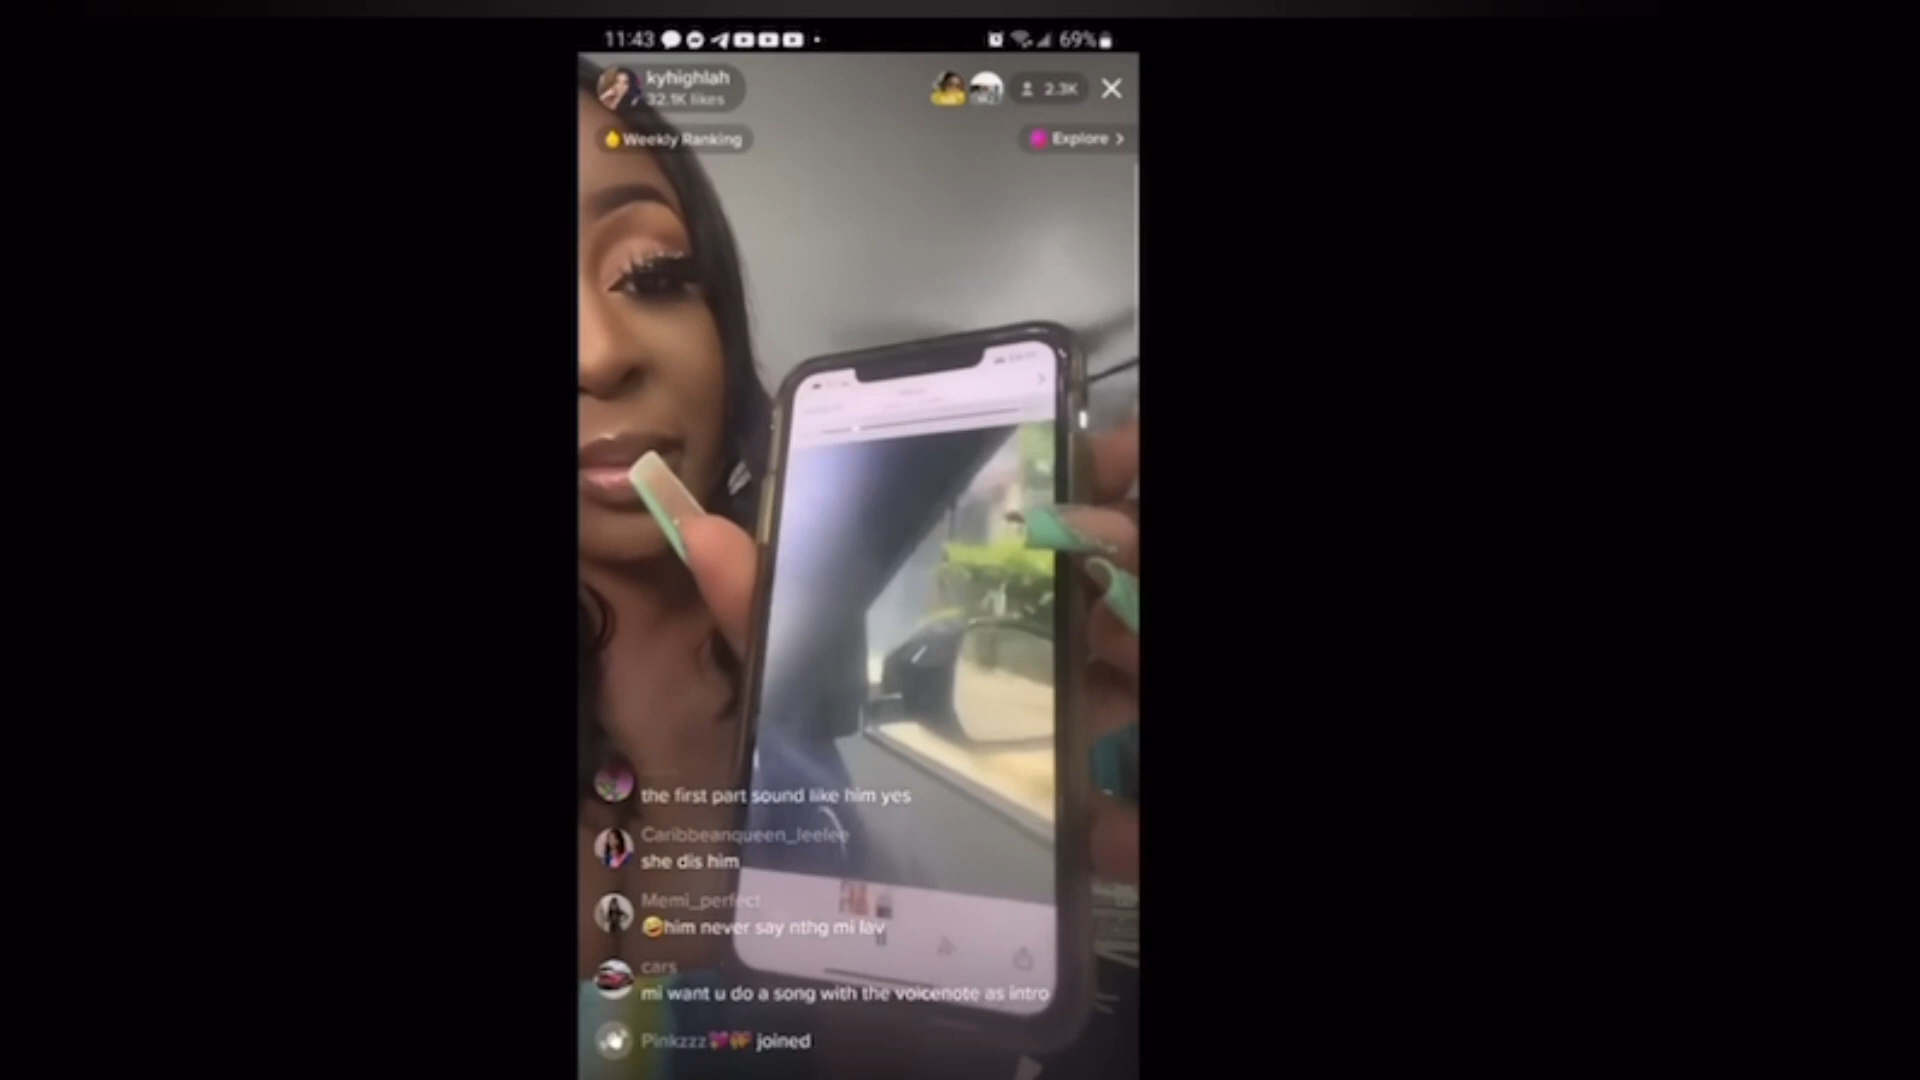 11:43
69%
kyhighlah
32.1K likes
2.3K
Weekly Ranking
Explore >
the first part sound like him yes
Caribbeanqueen_leelee
she dis him
Memi_perfect
🤣him never say nthg mi lav
cars
mi want u do a song with the voicenote as intro
Pinkzzz joined